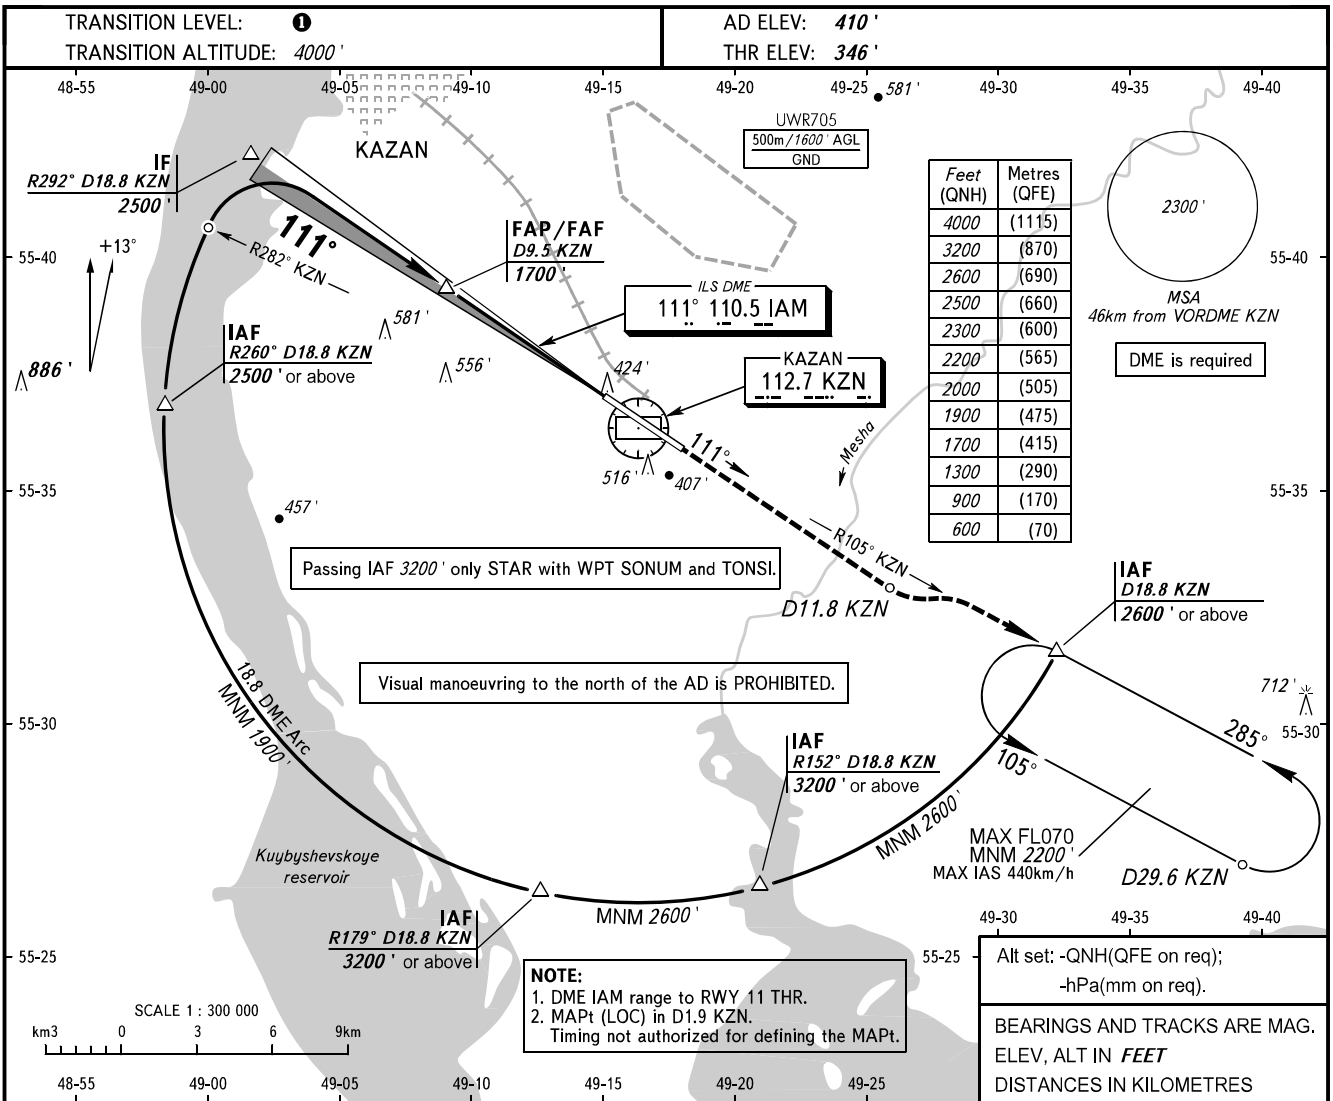 TRANSITION LEVEL: ❶
TRANSITION ALTITUDE: 4000 '
AD ELEV: 410 '
THR ELEV: 346 '
48-55 49-00 49-05 49-10 49-15 49-20 49-25 49-30 49-35 49-40
581 '
KAZAN
UWR705
500m/1600' AGL
GND
Feet (QNH) Metres (QFE)
4000 (1115)
3200 (870)
2600 (690)
2500 (660)
2300 (600)
2200 (565)
2000 (505)
1900 (475)
1700 (415)
1300 (290)
900 (170)
600 (70)
2300 '
MSA
46km from VORDME KZN
DME is required
IF
R292° D18.8 KZN
2500 '
111°
R282° KZN
+13°
55-40
55-40
FAP/FAF
D9.5 KZN
1700 '
ILS DME
111° 110.5 IAM
KAZAN
112.7 KZN
581 '
556 '
424 '
886 '
IAF
R260° D18.8 KZN
2500 ' or above
111°
516 '
407 '
Mesha
457 '
55-35
55-35
R105° KZN
D11.8 KZN
Passing IAF 3200 ' only STAR with WPT SONUM and TONSI.
IAF
D18.8 KZN
2600 ' or above
Visual manoeuvring to the north of the AD is PROHIBITED.
712 '
55-30
55-30
285°
105°
18.8 DME Arc
MNM 1900'
IAF
R152° D18.8 KZN
3200 ' or above
MNM 2600'
MAX FL070
MNM 2200 '
MAX IAS 440km/h
D29.6 KZN
Kuybyshevskoye
reservoir
MNM 2600 '
IAF
R179° D18.8 KZN
3200 ' or above
49-30 49-35 49-40
55-25
55-25
NOTE:
1. DME IAM range to RWY 11 THR.
2. MAPt (LOC) in D1.9 KZN.
Timing not authorized for defining the MAPt.
Alt set: -QNH(QFE on req);
-hPa(mm on req).
BEARINGS AND TRACKS ARE MAG.
ELEV, ALT IN FEET
DISTANCES IN KILOMETRES
SCALE 1 : 300 000
km3 0 3 6 9km
48-55 49-00 49-05 49-10 49-15 49-20 49-25